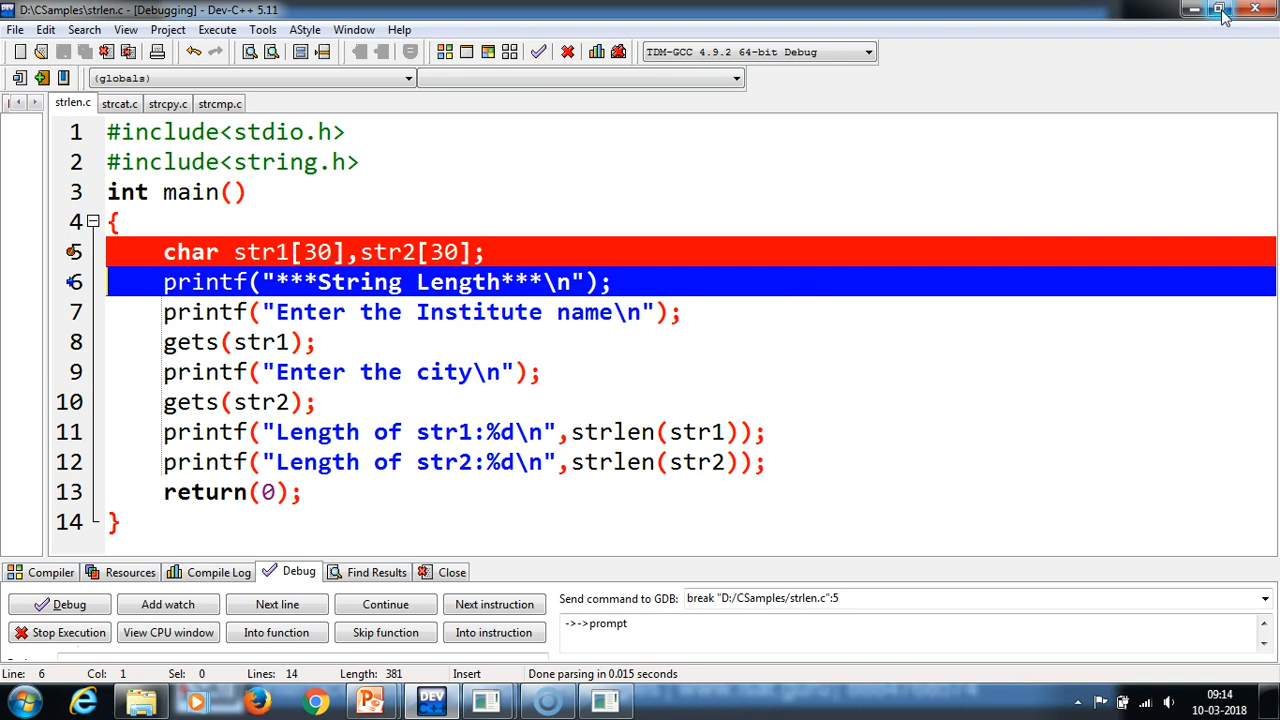 D:\CSamples\strlen.c - [Debugging] - Dev-C++ 5.11
File Edit Search View Project Execute Tools AStyle Window Help
TDM-GCC 4.9.2 64-bit Debug
(globals)
strlen.c strcat.c strcpy.c strcmp.c
1 #include<stdio.h>
2 #include<string.h>
3 int main()
4 {
5 char str1[30],str2[30];
6 printf("***String Length***\n");
7 printf("Enter the Institute name\n");
8 gets(str1);
9 printf("Enter the city\n");
10 gets(str2);
11 printf("Length of str1:%d\n",strlen(str1));
12 printf("Length of str2:%d\n",strlen(str2));
13 return(0);
14 }
Compiler Resources Compile Log Debug Find Results Close
Debug Add watch Next line Continue Next instruction Send command to GDB: break "D:/CSamples/strlen.c":5
Stop Execution View CPU window Into function Skip function Into instruction ->->prompt
Line: 6 Col: 1 Sel: 0 Lines: 14 Length: 381 Insert Done parsing in 0.015 seconds
DEV
09:14
10-03-2018